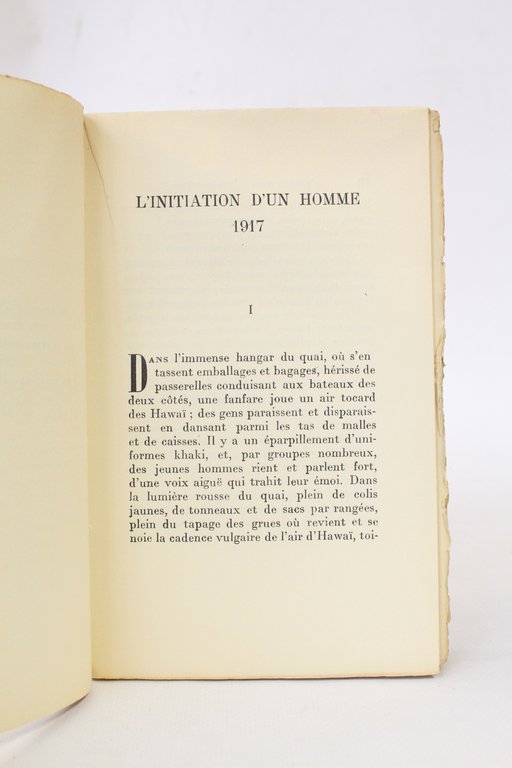 L'INITIATION D'UN HOMME
1917
I
DANS l'immense hangar du quai, où s'en
tassent emballages et bagages, hérissé de
passerelles conduisant aux bateaux des
deux côtés, une fanfare joue un air tocard
des Hawaï ; des gens paraissent et disparais-
sent en dansant parmi les tas de malles
et de caisses. Il y a un éparpillement d'uni-
formes khaki, et, par groupes nombreux,
des jeunes hommes rient et parlent fort,
d'une voix aiguë qui trahit leur émoi. Dans
la lumière rousse du quai, plein de colis
jaunes, de tonneaux et de sacs par rangées,
plein du tapage des grues où revient et se
noie la cadence vulgaire de l'air d'Hawaï, toi-